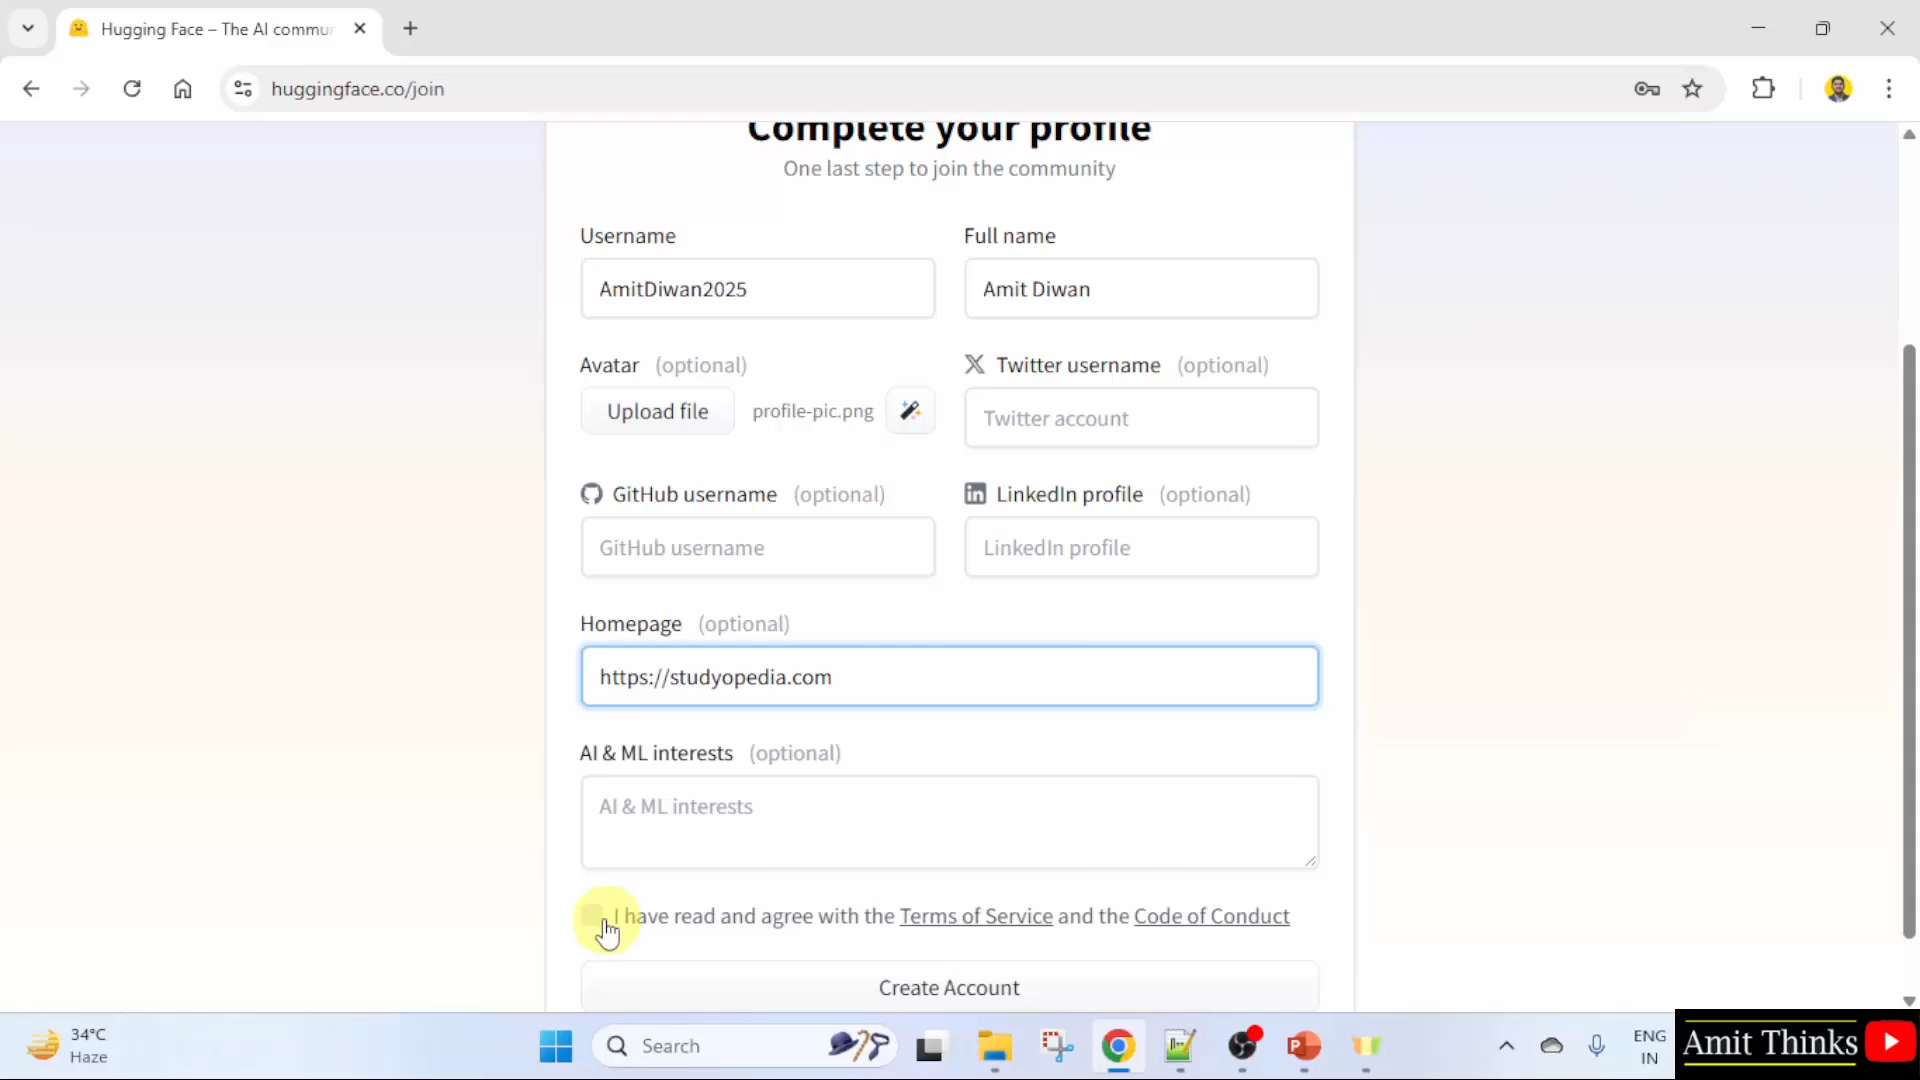 Hugging Face – The AI commun
huggingface.co/join
Complete your profile
One last step to join the community
Username
Full name
AmitDiwan2025
Amit Diwan
Avatar (optional)
Twitter username (optional)
Upload file
profile-pic.png
Twitter account
GitHub username (optional)
LinkedIn profile (optional)
GitHub username
LinkedIn profile
Homepage (optional)
https://studyopedia.com
AI & ML interests (optional)
AI & ML interests
I have read and agree with the Terms of Service and the Code of Conduct
Create Account
34°C
Haze
Search
ENG
IN
Amit Thinks